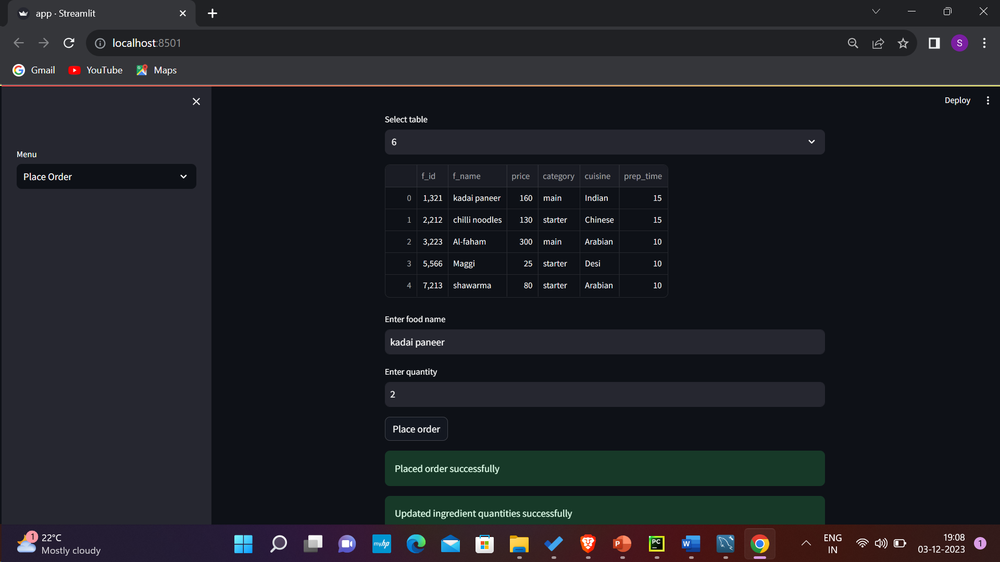 app · Streamlit
localhost:8501
S
Gmail
YouTube
Maps
Deploy
Menu
Place Order
Select table
6
f_id f_name price category cuisine prep_time
0 1,321 kadai paneer 160 main Indian 15
1 2,212 chilli noodles 130 starter Chinese 15
2 3,223 Al-faham 300 main Arabian 10
3 5,566 Maggi 25 starter Desi 10
4 7,213 shawarma 80 starter Arabian 10
Enter food name
kadai paneer
Enter quantity
2
Place order
Placed order successfully
Updated ingredient quantities successfully
1
22°C
Mostly cloudy
myhp
P
PC
W
ENG
IN
19:08
03-12-2023
1